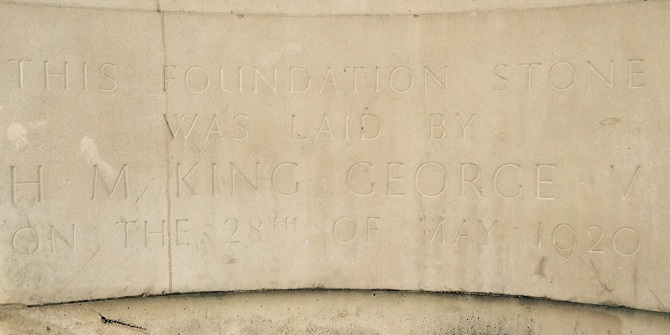 THIS FOUNDATION STONE
WAS LAID BY
H M KING GEORGE V
ON THE 28TH OF MAY 1920